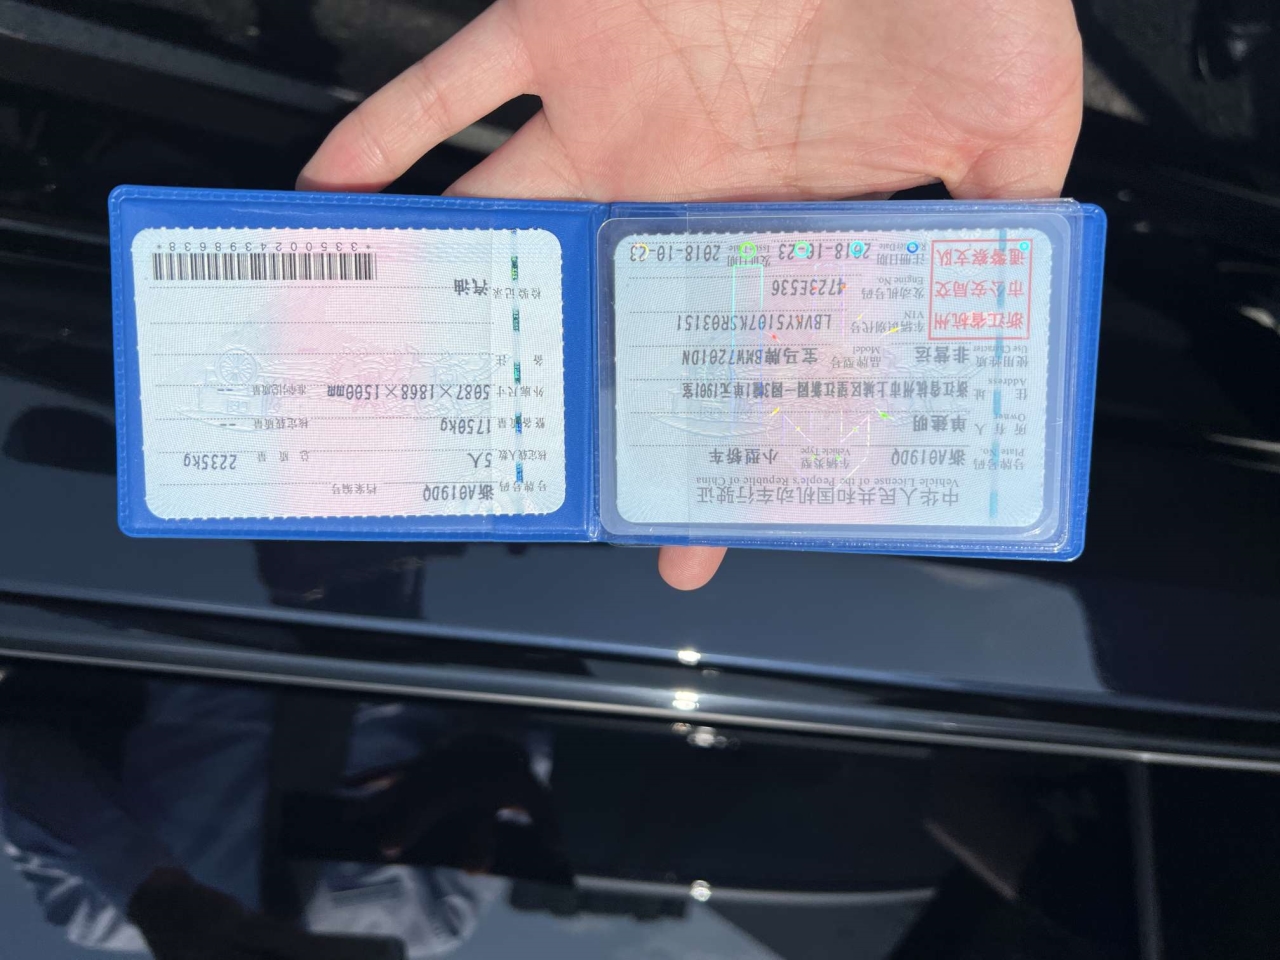 中华人民共和国机动车行驶证
Vehicle License of the People's Republic of China
号牌号码 浙A019DQ 车辆类型 小型轿车
Plate No. Vehicle Type
所有人 单建明
Owner
住址 浙江省杭州市上城区望江家园一园3幢1单元1901室
Address
使用性质 非营运 品牌型号 宝马牌BMW7201DN
Use Character Model
浙江省杭州
市公安局交
通警察支队
车辆识别代号 LBVKY5107KSR03151
VIN
发动机号码 4723E536
Engine No.
注册日期 2018-10-23 发证日期 2018-10-23
Issue Date
号牌号码 浙A019DQ 档案编号
核定载人数 5人 总质量 2235kg
整备质量 1750kg 核定载质量 --
外廓尺寸 5087×1868×1500mm 准牵引总质量 --
备注
检验记录 汽油
*3350024398638*